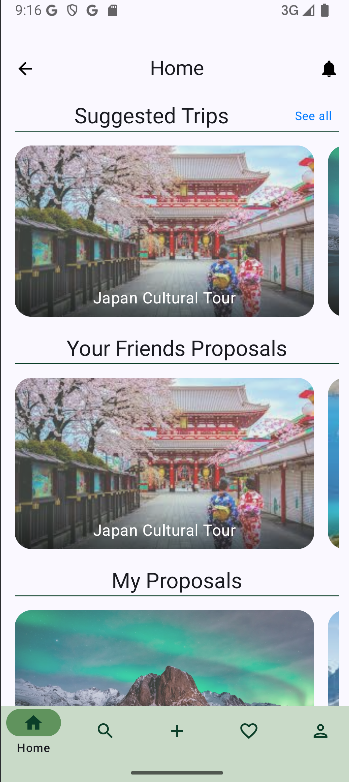 9:16 G G 3G
Home
Suggested Trips See all
Japan Cultural Tour
Your Friends Proposals
Japan Cultural Tour
My Proposals
Home